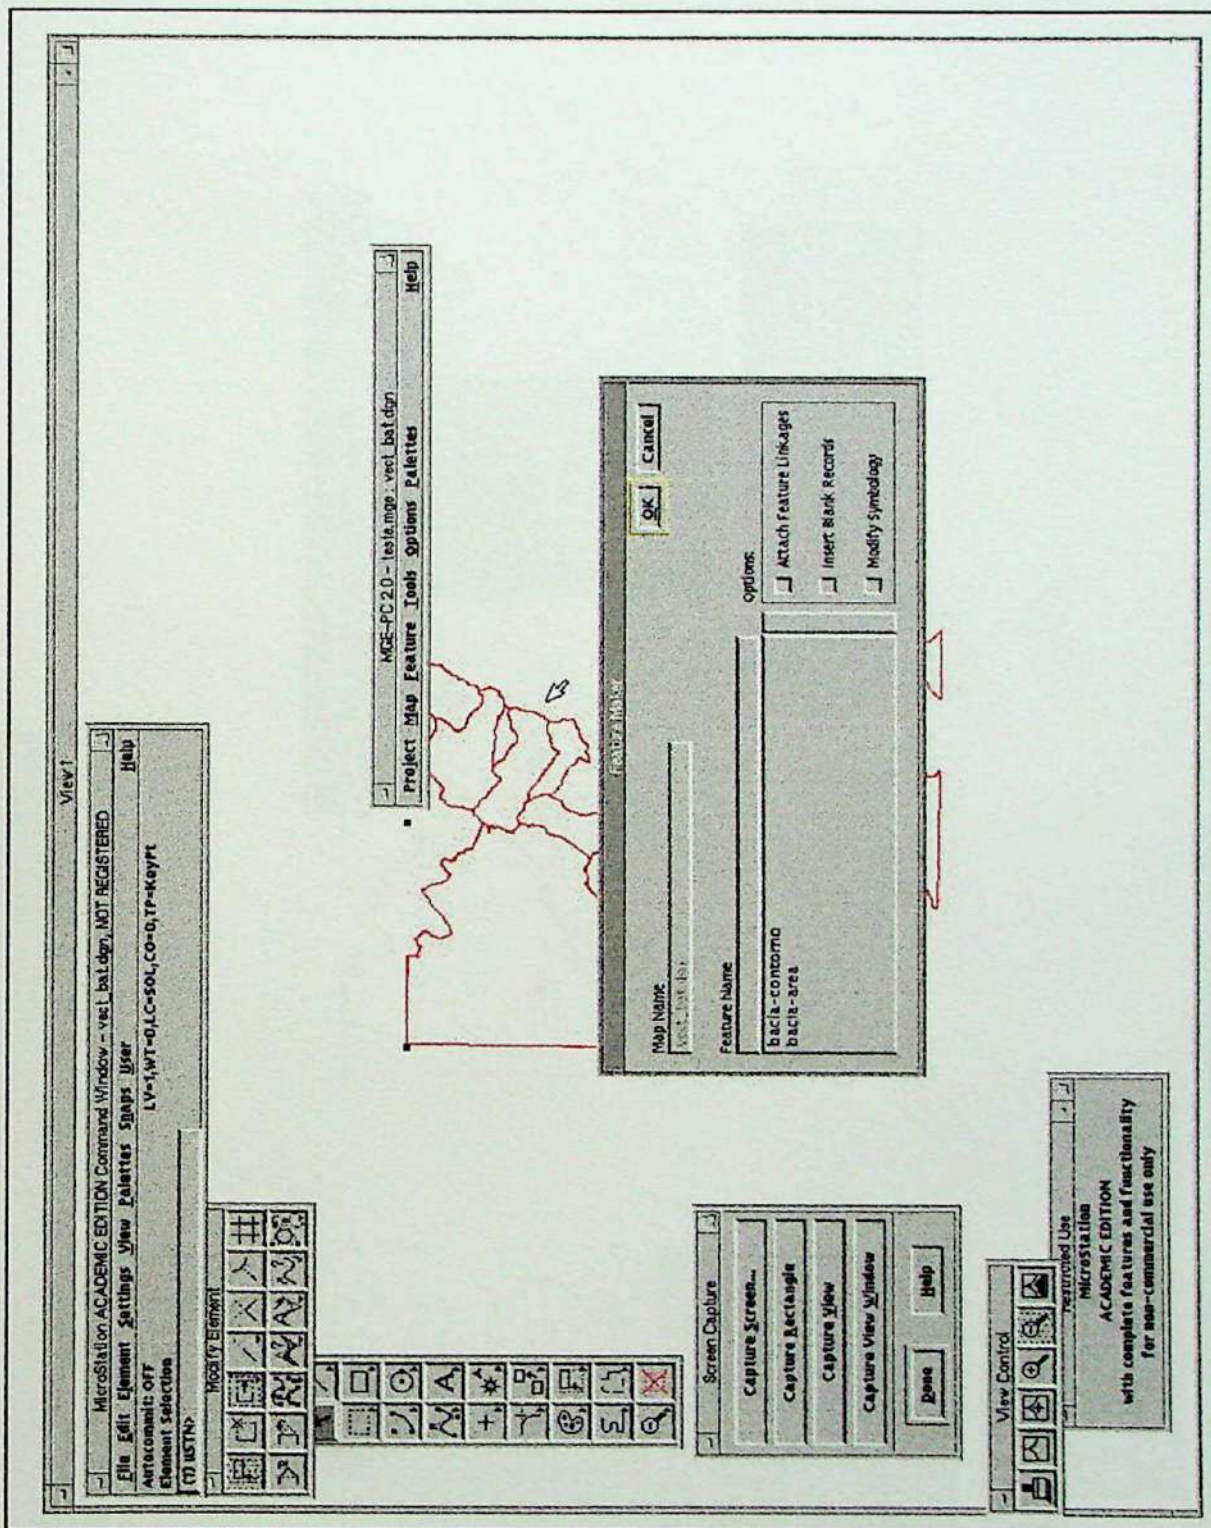 View 1
MicroStation ACADEMIC EDITION Command Window - vect_bat.dgn, NOT REGISTERED
File Edit Element Settings View Palettes Snaps User Help
Autocommit: OFF LV=1,WT=0,LC=SOL,CO=0,TP=KeyPt
Element Selection
(1) uSTN>
Modify Element
MGE-PC 2.0 - testa.mge : vect_bat.dgn
Project Map Feature Tools Options Palettes Help
Feature Maker
Map Name
vect_bat.dgn
OK Cancel
Feature Name
Options:
bacia-contorno
bacia-area
Attach Feature Linkages
Insert Blank Records
Modify Symbology
Screen Capture
Capture Screen...
Capture Rectangle
Capture View
Capture View Window
Done Help
View Control
Restricted Use
MicroStation
ACADEMIC EDITION
with complete features and functionality
for non-commercial use only